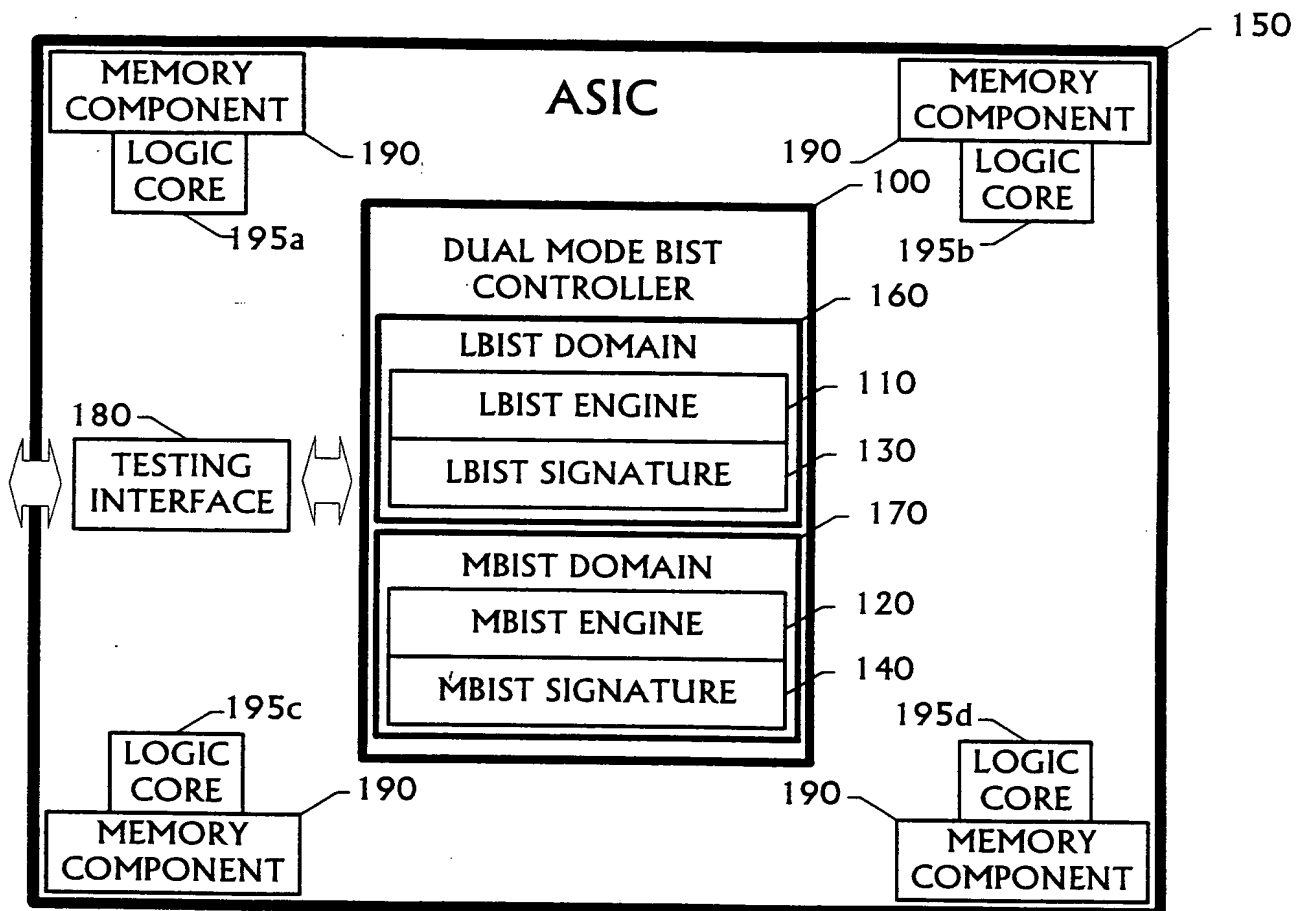 150
MEMORY
COMPONENT
ASIC
MEMORY
COMPONENT
190
190
LOGIC
CORE
LOGIC
CORE
100
195a
195b
DUAL MODE BIST
CONTROLLER
160
LBIST DOMAIN
110
LBIST ENGINE
180
130
LBIST SIGNATURE
TESTING
INTERFACE
170
MBIST DOMAIN
120
MBIST ENGINE
140
MBIST SIGNATURE
195c
195d
LOGIC
CORE
LOGIC
CORE
190
190
MEMORY
COMPONENT
MEMORY
COMPONENT